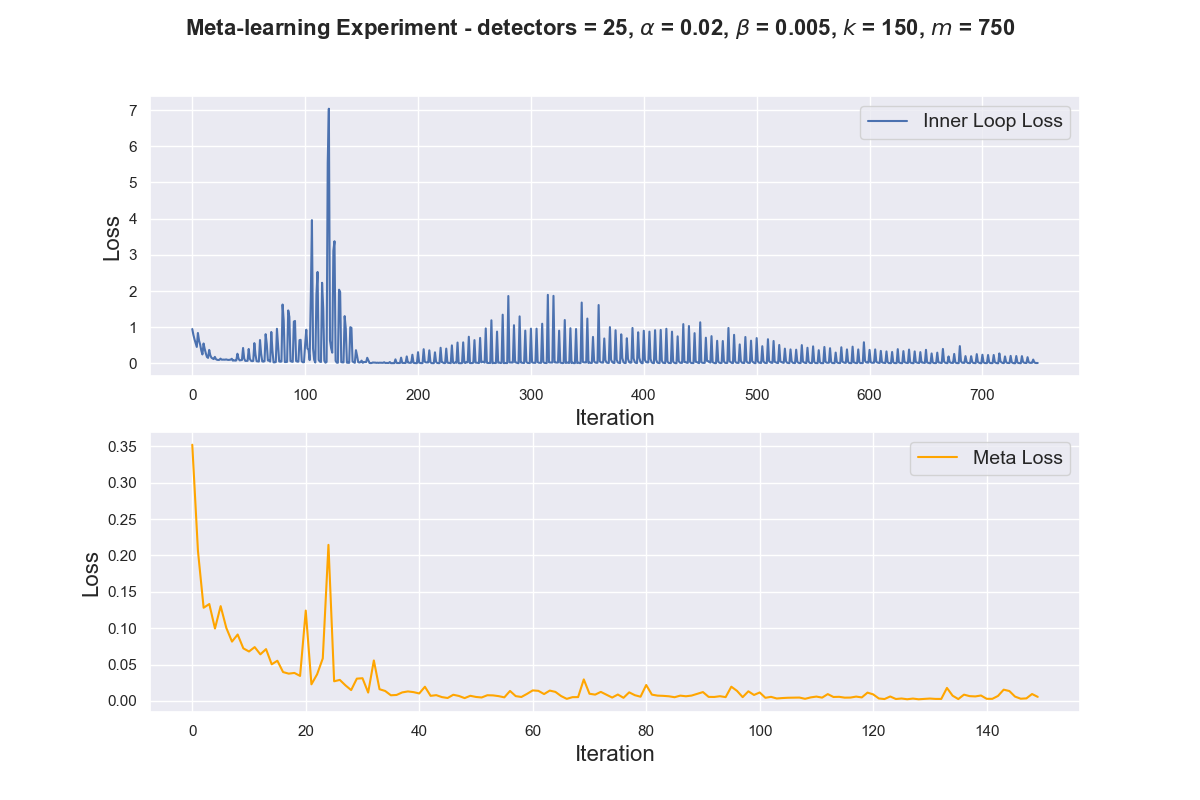 Meta-learning Experiment - detectors = 25, α = 0.02, β = 0.005, k = 150, m = 750
7
6
5
4
3
2
1
0
Loss
Inner Loop Loss
0 100 200 300 400 500 600 700
Iteration
0.35
0.30
0.25
0.20
0.15
0.10
0.05
0.00
Loss
Meta Loss
0 20 40 60 80 100 120 140
Iteration